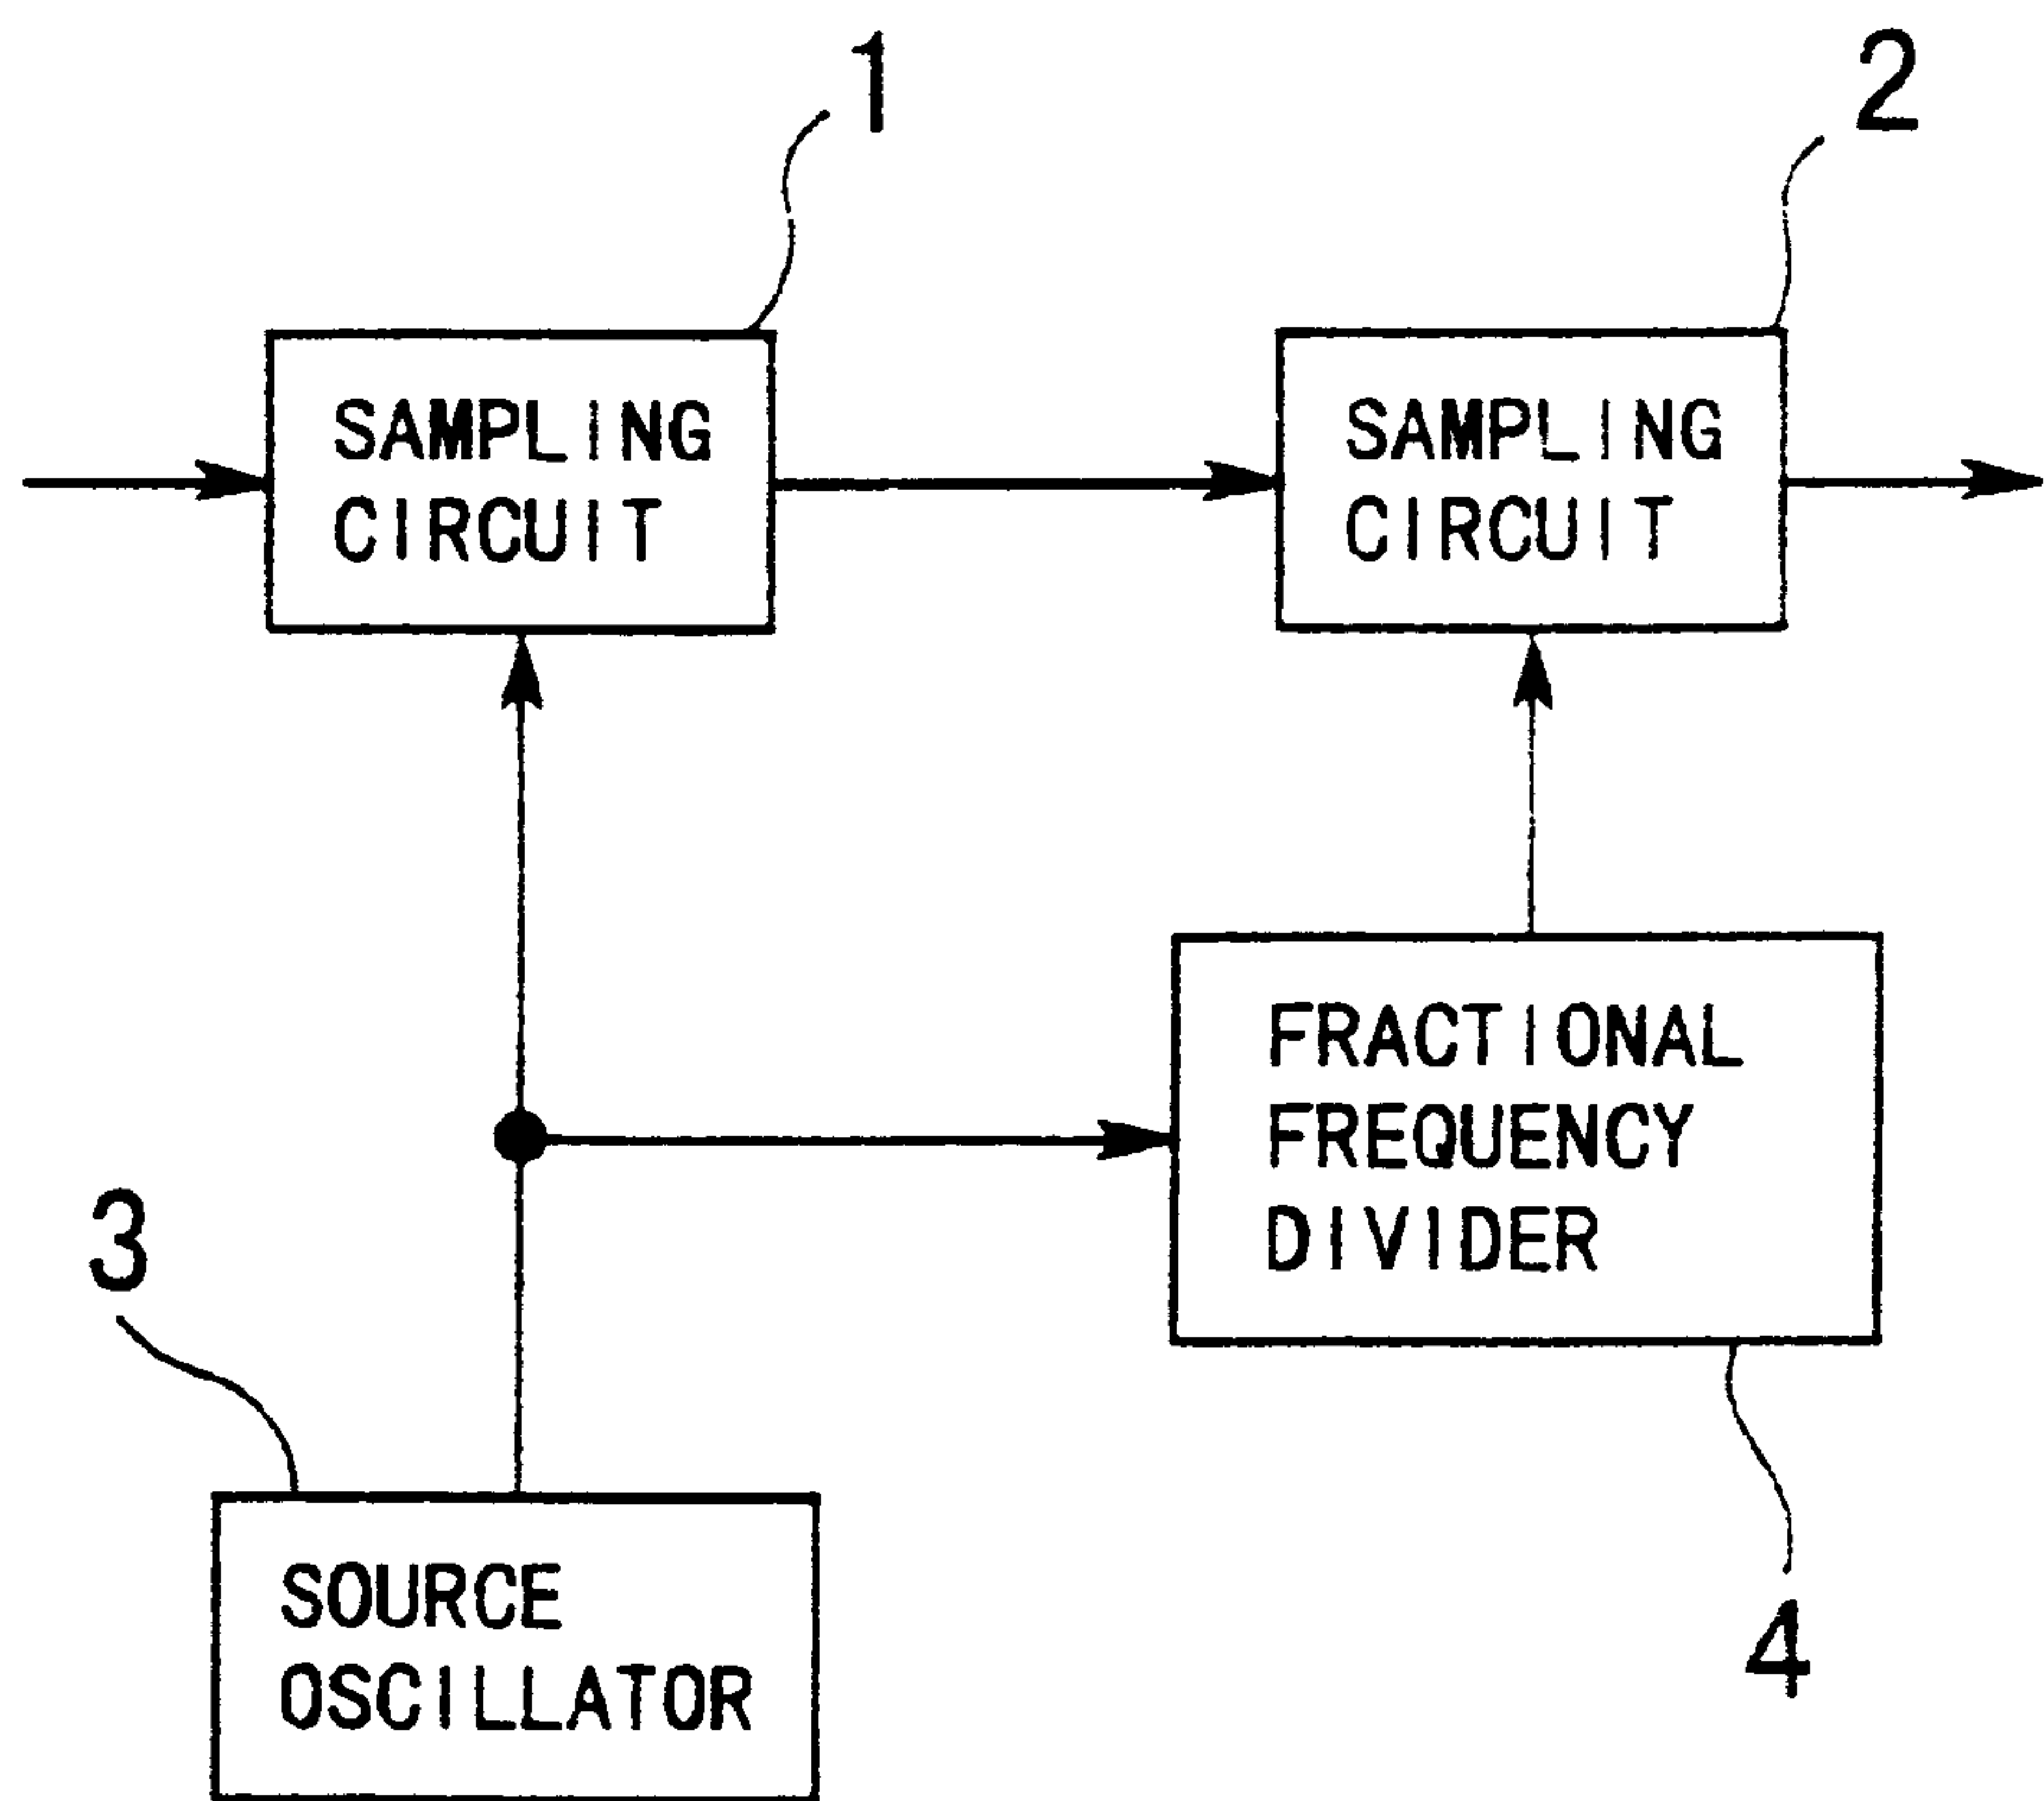 1
2
SAMPLING
CIRCUIT
SAMPLING
CIRCUIT
FRACTIONAL
FREQUENCY
DIVIDER
3
SOURCE
OSCILLATOR
4